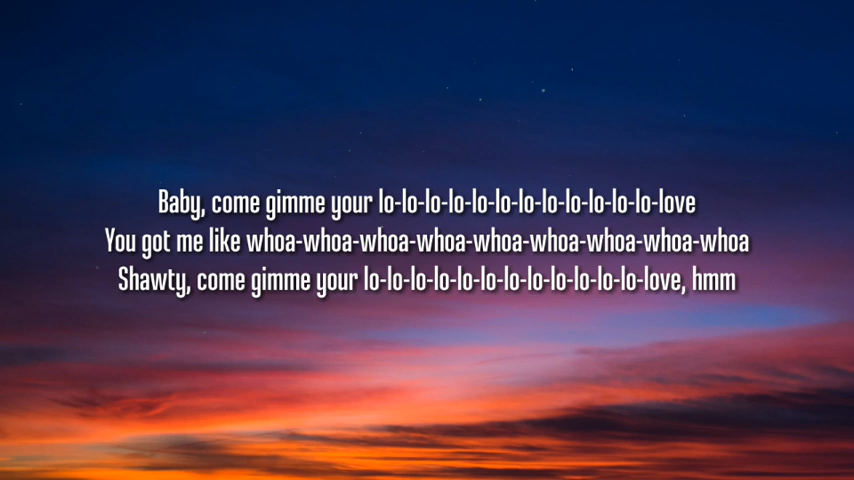 Baby, come gimme your lo-lo-lo-lo-lo-lo-lo-lo-lo-lo-lo-lo-love
You got me like whoa-whoa-whoa-whoa-whoa-whoa-whoa-whoa-whoa
Shawty, come gimme your lo-lo-lo-lo-lo-lo-lo-lo-lo-lo-lo-lo-love, hmm